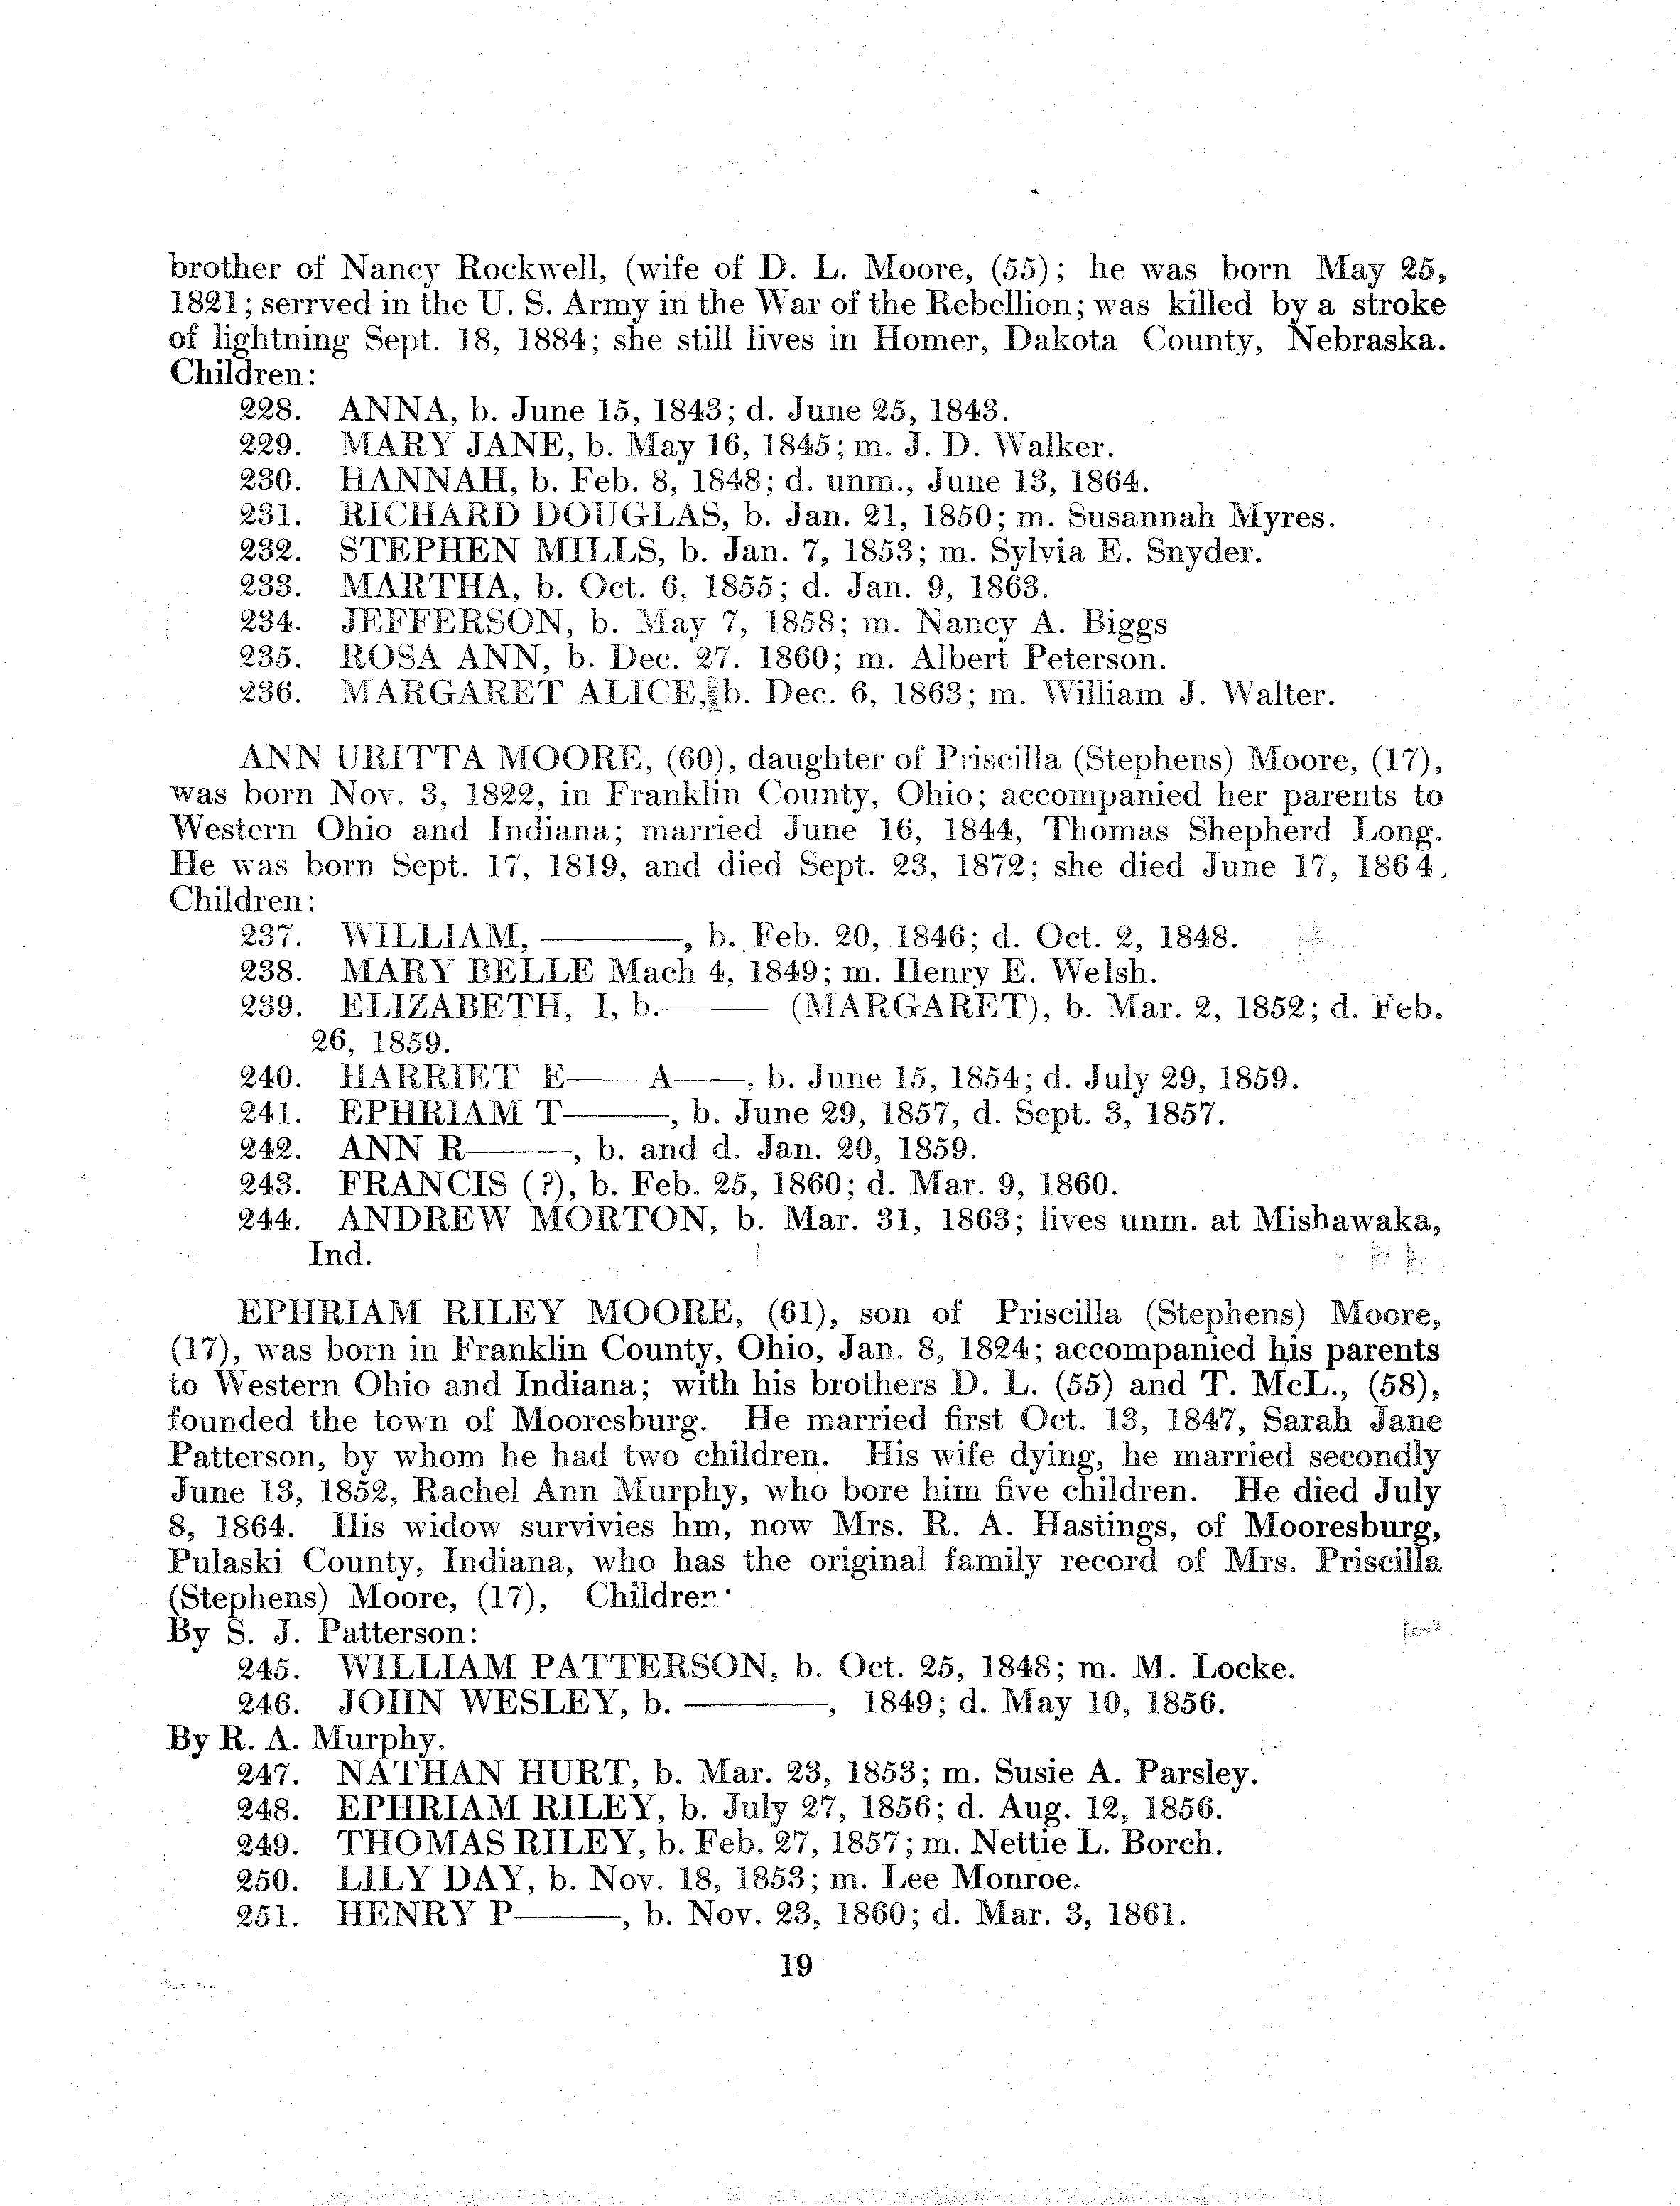 brother of Nancy Rockwell, (wife of D. L. Moore, (55); he was born May 25,
1821; serrved in the U. S. Army in the War of the Rebellion; was killed by a stroke
of lightning Sept. 18, 1884; she still lives in Homer, Dakota County, Nebraska.
Children:
228. ANNA, b. June 15, 1843; d. June 25, 1843.
229. MARY JANE, b. May 16, 1845; m. J. D. Walker.
230. HANNAH, b. Feb. 8, 1848; d. unm., June 13, 1864.
231. RICHARD DOUGLAS, b. Jan. 21, 1850; m. Susannah Myres.
232. STEPHEN MILLS, b. Jan. 7, 1853; m. Sylvia E. Snyder.
233. MARTHA, b. Oct. 6, 1855; d. Jan. 9, 1863.
234. JEFFERSON, b. May 7, 1858; m. Nancy A. Biggs
235. ROSA ANN, b. Dec. 27. 1860; m. Albert Peterson.
236. MARGARET ALICE, b. Dec. 6, 1863; m. William J. Walter.
ANN URITTA MOORE, (60), daughter of Priscilla (Stephens) Moore, (17),
was born Nov. 3, 1822, in Franklin County, Ohio; accompanied her parents to
Western Ohio and Indiana; married June 16, 1844, Thomas Shepherd Long.
He was born Sept. 17, 1819, and died Sept. 23, 1872; she died June 17, 1864.
Children:
237. WILLIAM, ———, b. Feb. 20, 1846; d. Oct. 2, 1848.
238. MARY BELLE Mach 4, 1849; m. Henry E. Welsh.
239. ELIZABETH, I, b.——— (MARGARET), b. Mar. 2, 1852; d. Feb.
26, 1859.
240. HARRIET E—— A——, b. June 15, 1854; d. July 29, 1859.
241. EPHRIAM T———, b. June 29, 1857, d. Sept. 3, 1857.
242. ANN R———, b. and d. Jan. 20, 1859.
243. FRANCIS (?), b. Feb. 25, 1860; d. Mar. 9, 1860.
244. ANDREW MORTON, b. Mar. 31, 1863; lives unm. at Mishawaka,
Ind.
EPHRIAM RILEY MOORE, (61), son of Priscilla (Stephens) Moore,
(17), was born in Franklin County, Ohio, Jan. 8, 1824; accompanied his parents
to Western Ohio and Indiana; with his brothers D. L. (55) and T. McL., (58),
founded the town of Mooresburg. He married first Oct. 13, 1847, Sarah Jane
Patterson, by whom he had two children. His wife dying, he married secondly
June 13, 1852, Rachel Ann Murphy, who bore him five children. He died July
8, 1864. His widow survivies hm, now Mrs. R. A. Hastings, of Mooresburg,
Pulaski County, Indiana, who has the original family record of Mrs. Priscilla
(Stephens) Moore, (17), Children:
By S. J. Patterson:
245. WILLIAM PATTERSON, b. Oct. 25, 1848; m. M. Locke.
246. JOHN WESLEY, b. ———, 1849; d. May 10, 1856.
By R. A. Murphy.
247. NATHAN HURT, b. Mar. 23, 1853; m. Susie A. Parsley.
248. EPHRIAM RILEY, b. July 27, 1856; d. Aug. 12, 1856.
249. THOMAS RILEY, b. Feb. 27, 1857; m. Nettie L. Borch.
250. LILY DAY, b. Nov. 18, 1853; m. Lee Monroe.
251. HENRY P———, b. Nov. 23, 1860; d. Mar. 3, 1861.
19